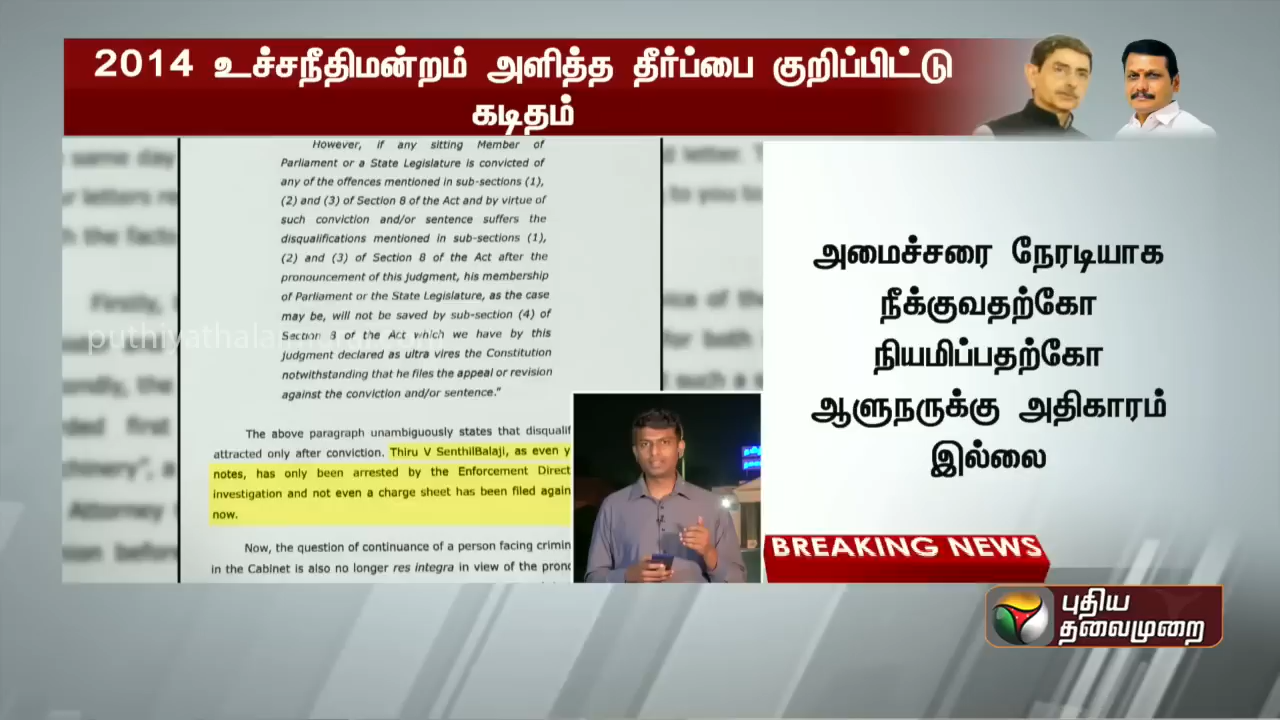 2014 உச்சநீதிமன்றம் அளித்த தீர்ப்பை குறிப்பிட்டு
கடிதம்
However, if any sitting Member of
Parliament or a State Legislature is convicted of
any of the offences mentioned in sub-sections (1),
(2) and (3) of Section 8 of the Act and by virtue of
such conviction and/or sentence suffers the
disqualifications mentioned in sub-sections (1),
(2) and (3) of Section 8 of the Act after the
pronouncement of this judgment, his membership
of Parliament or the State Legislature, as the case
may be, will not be saved by sub-section (4) of
Section 8 of the Act which we have by this
judgment declared as ultra vires the Constitution
notwithstanding that he files the appeal or revision
against the conviction and/or sentence."
The above paragraph unambiguously states that disqualif
attracted only after conviction. Thiru V SenthilBalaji, as even y
notes, has only been arrested by the Enforcement Direct
investigation and not even a charge sheet has been filed again
now.
Now, the question of continuance of a person facing crimin
in the Cabinet is also no longer res integra in view of the prono
அமைச்சரை நேரடியாக
நீக்குவதற்கோ
நியமிப்பதற்கோ
ஆளுநருக்கு அதிகாரம்
இல்லை
BREAKING NEWS
புதிய
தலைமுறை